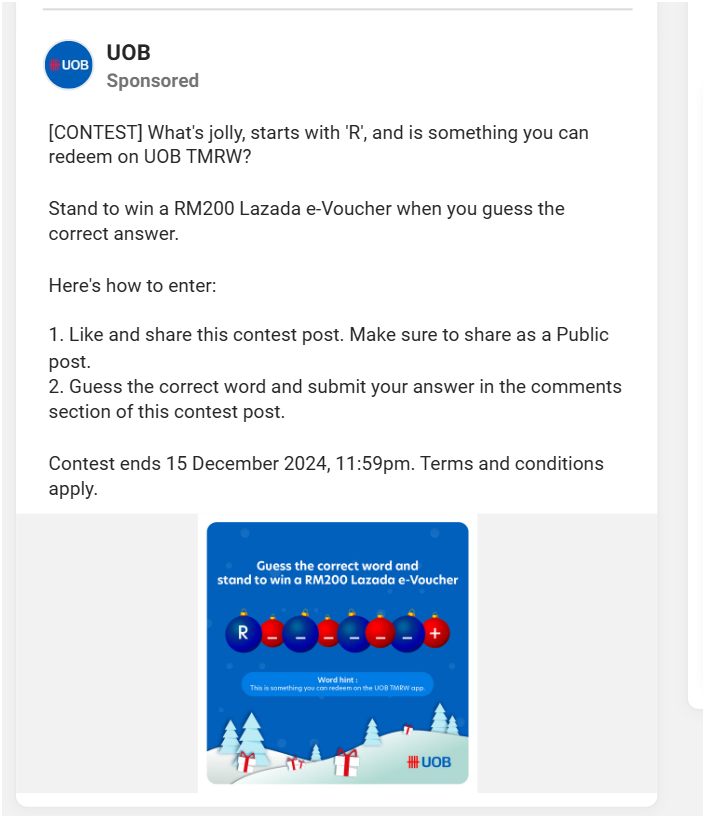 UOB
UOB
Sponsored
[CONTEST] What's jolly, starts with 'R', and is something you can
redeem on UOB TMRW?
Stand to win a RM200 Lazada e-Voucher when you guess the
correct answer.
Here's how to enter:
1. Like and share this contest post. Make sure to share as a Public
post.
2. Guess the correct word and submit your answer in the comments
section of this contest post.
Contest ends 15 December 2024, 11:59pm. Terms and conditions
apply.
Guess the correct word and
stand to win a RM200 Lazada e-Voucher
R _ _ _ _ _ _ +
Word hint :
This is something you can redeem on the UOB TMRW app.
UOB